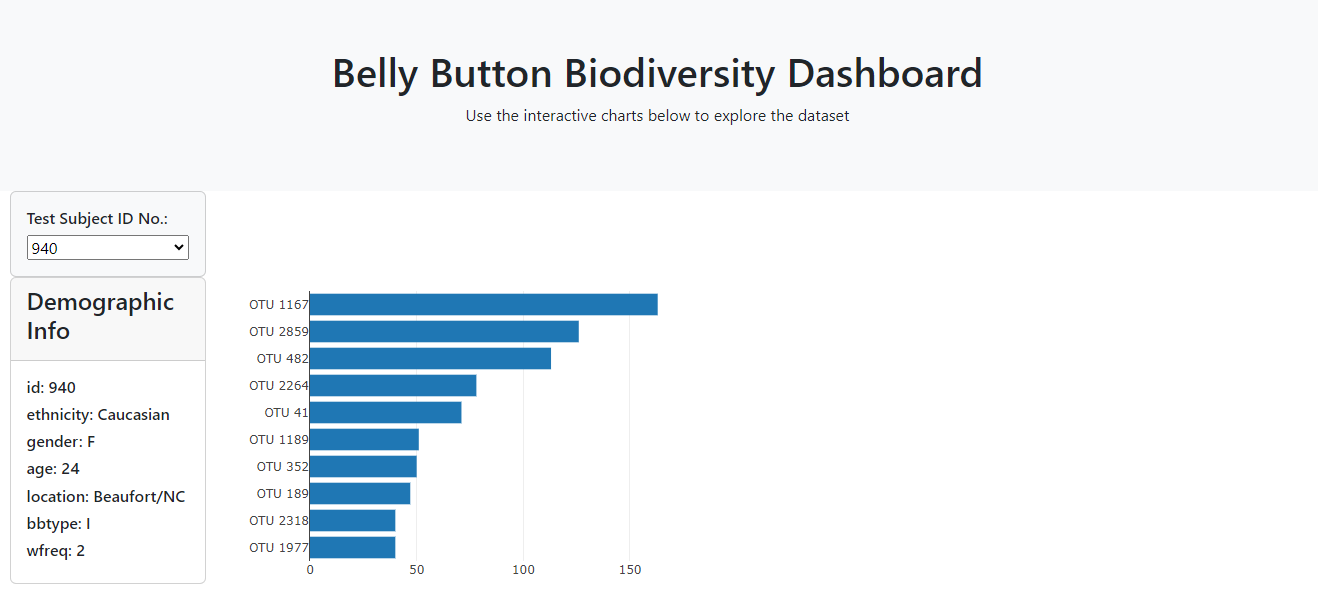 Belly Button Biodiversity Dashboard
Use the interactive charts below to explore the dataset
Test Subject ID No.:
940
Demographic
Info
id: 940
ethnicity: Caucasian
gender: F
age: 24
location: Beaufort/NC
bbtype: I
wfreq: 2
OTU 1167
OTU 2859
OTU 482
OTU 2264
OTU 41
OTU 1189
OTU 352
OTU 189
OTU 2318
OTU 1977
0 50 100 150